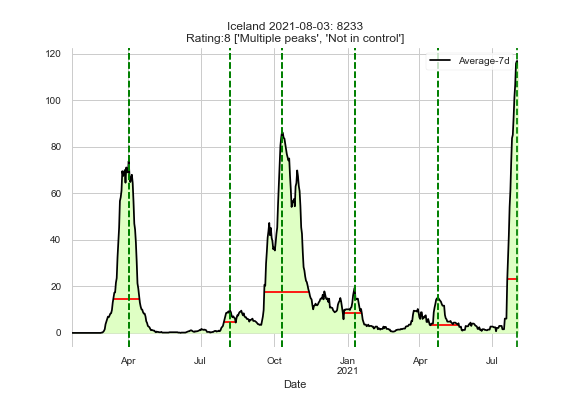 Iceland 2021-08-03: 8233
Rating:8 ['Multiple peaks', 'Not in control']
Average-7d
120
100
80
60
40
20
0
Apr Jul Oct Jan Apr Jul
2021
Date